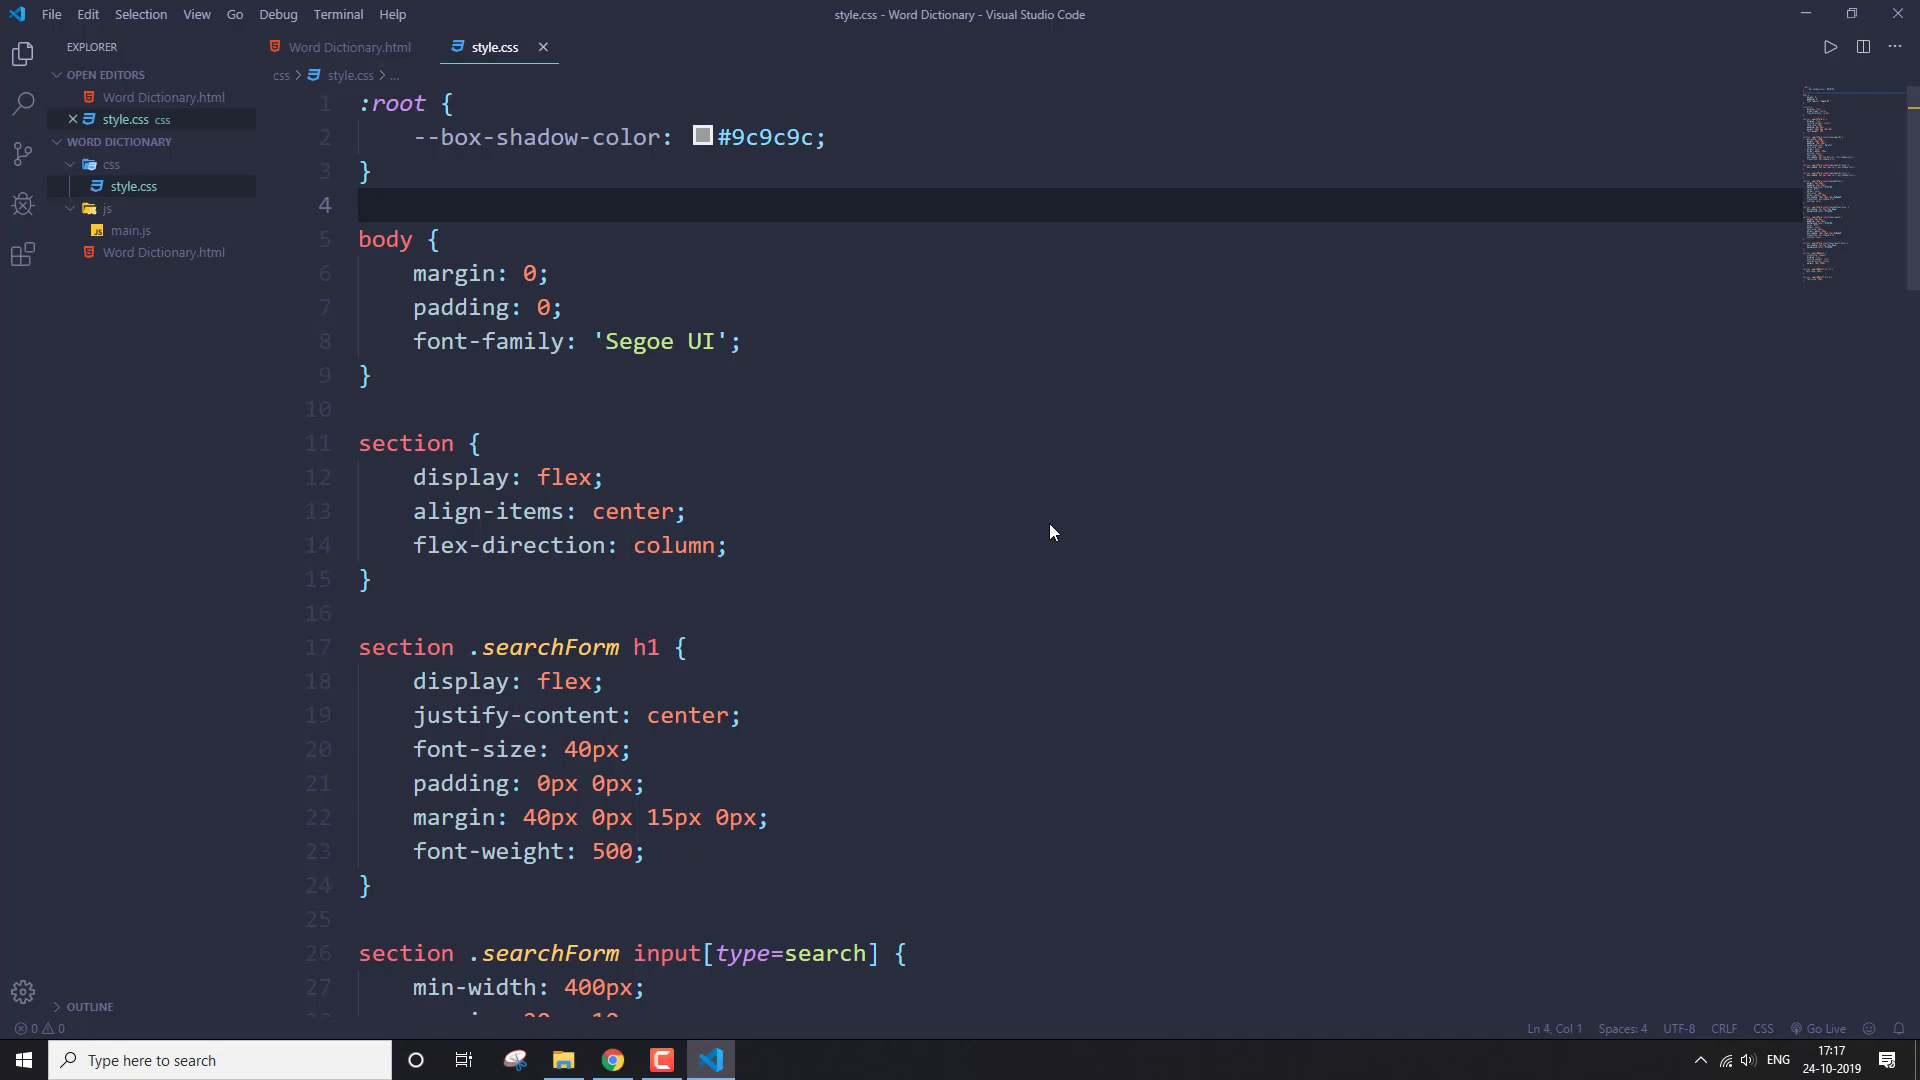 File Edit Selection View Go Debug Terminal Help
style.css - Word Dictionary - Visual Studio Code
EXPLORER
OPEN EDITORS
Word Dictionary.html
style.css css
WORD DICTIONARY
css
style.css
js
JS main.js
Word Dictionary.html
OUTLINE
Word Dictionary.html style.css
css > style.css > ...
1 :root {
2 --box-shadow-color: #9c9c9c;
3 }
4
5 body {
6 margin: 0;
7 padding: 0;
8 font-family: 'Segoe UI';
9 }
10
11 section {
12 display: flex;
13 align-items: center;
14 flex-direction: column;
15 }
16
17 section .searchForm h1 {
18 display: flex;
19 justify-content: center;
20 font-size: 40px;
21 padding: 0px 0px;
22 margin: 40px 0px 15px 0px;
23 font-weight: 500;
24 }
25
26 section .searchForm input[type=search] {
27 min-width: 400px;
0 0
Ln 4, Col 1 Spaces: 4 UTF-8 CRLF CSS Go Live
Type here to search
ENG
17:17
24-10-2019